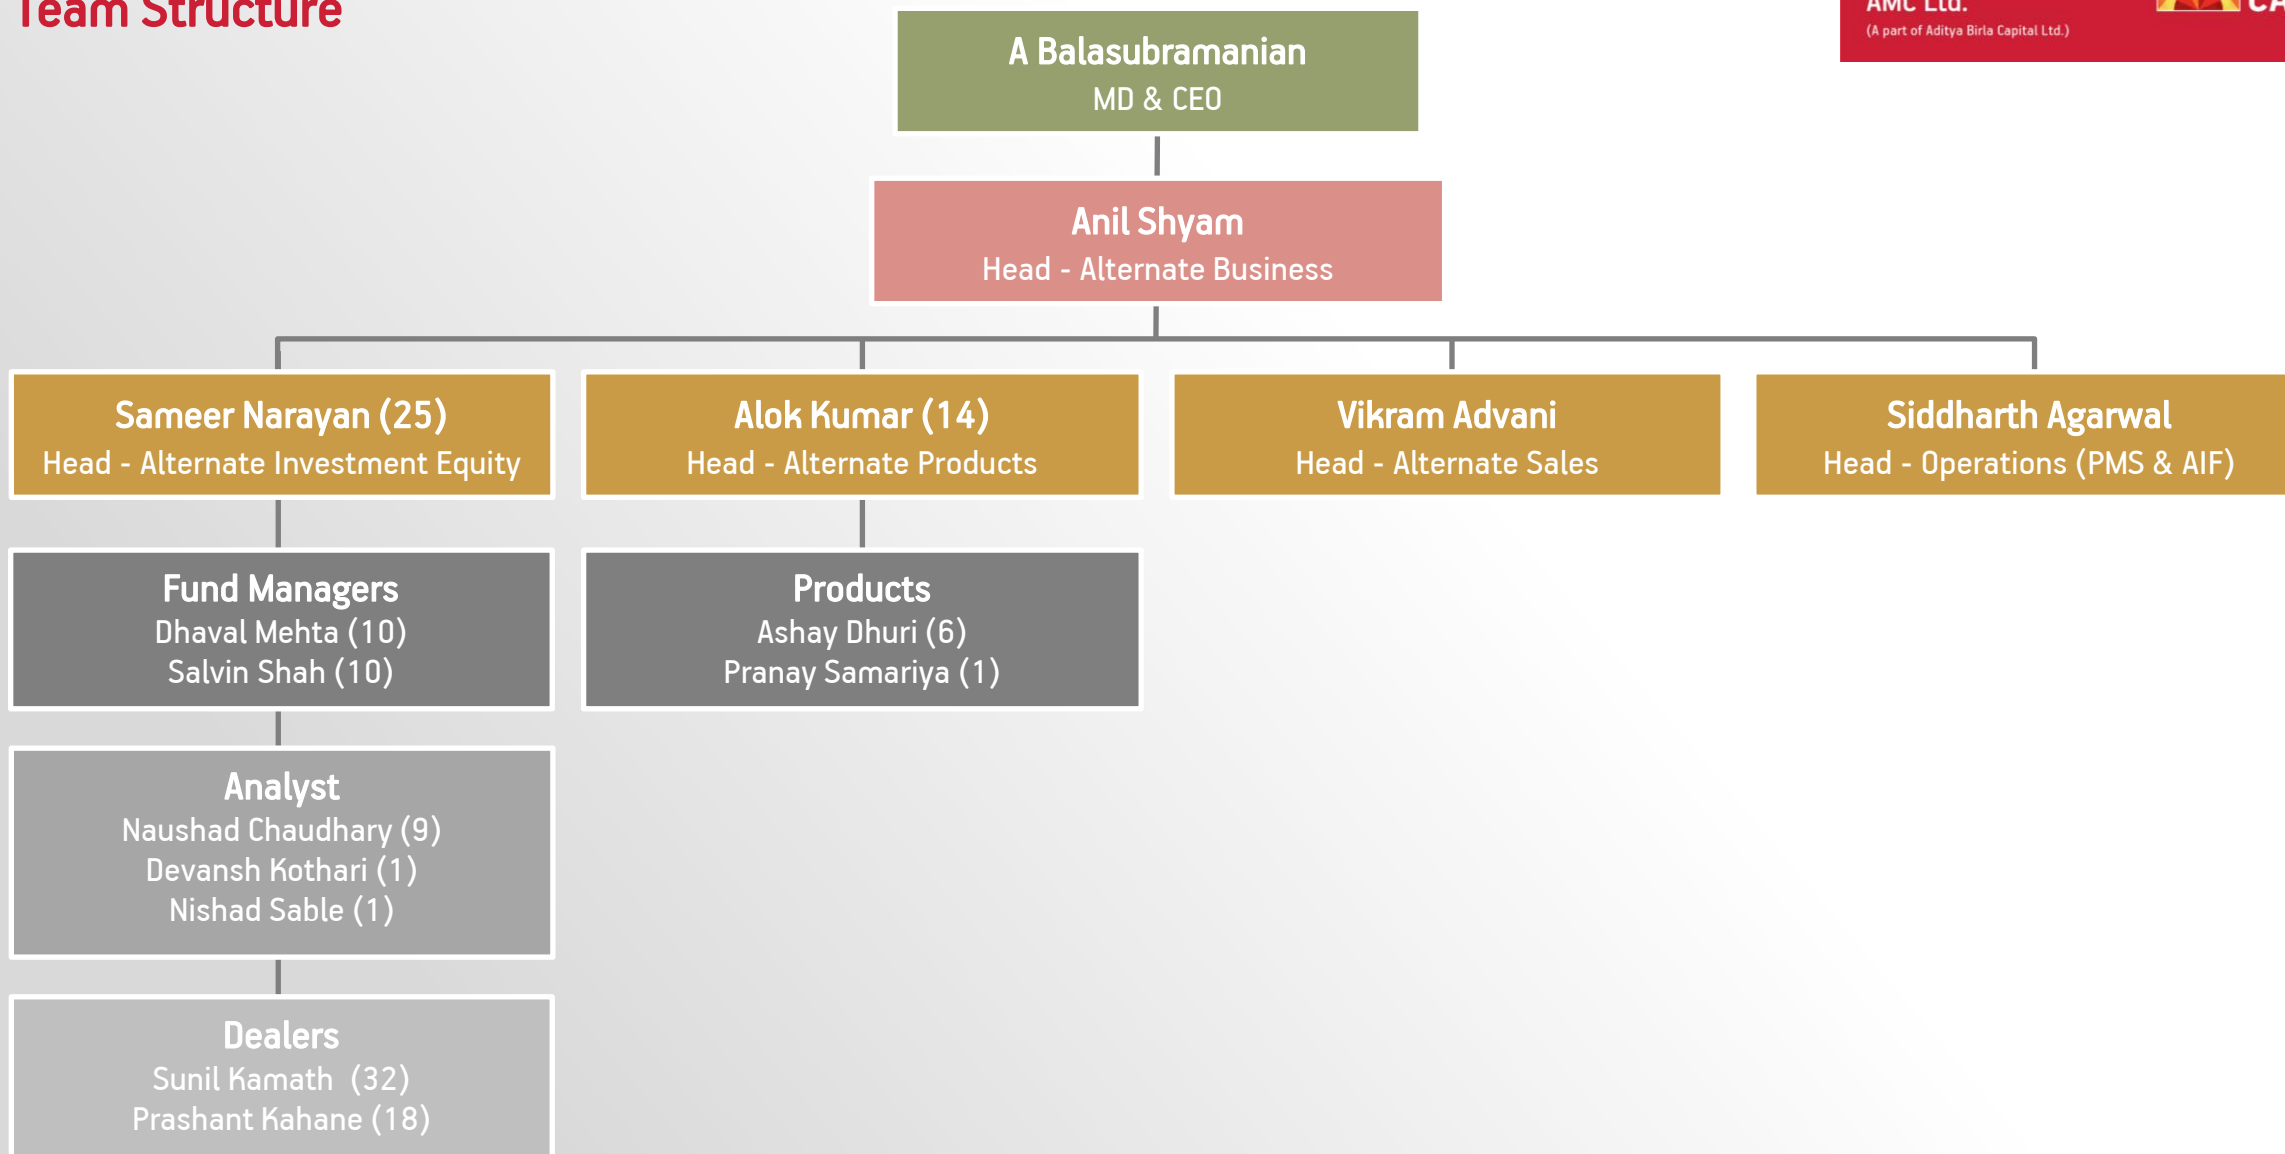 Team Structure
AMC Ltd.
(A part of Aditya Birla Capital Ltd.)
A Balasubramanian
MD & CEO
Anil Shyam
Head - Alternate Business
Sameer Narayan (25)
Head - Alternate Investment Equity
Alok Kumar (14)
Head - Alternate Products
Vikram Advani
Head - Alternate Sales
Siddharth Agarwal
Head - Operations (PMS & AIF)
Fund Managers
Dhaval Mehta (10)
Salvin Shah (10)
Products
Ashay Dhuri (6)
Pranay Samariya (1)
Analyst
Naushad Chaudhary (9)
Devansh Kothari (1)
Nishad Sable (1)
Dealers
Sunil Kamath (32)
Prashant Kahane (18)